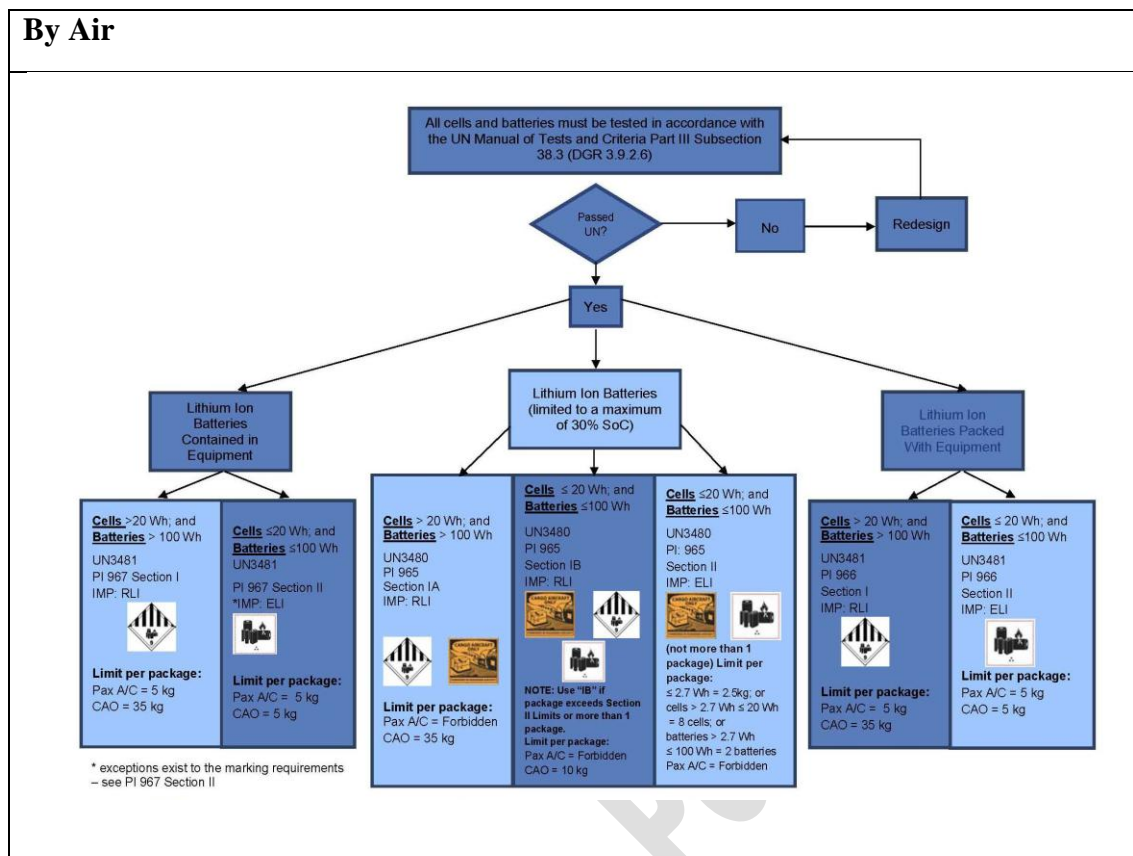 By Air
All cells and batteries must be tested in accordance with
the UN Manual of Tests and Criteria Part III Subsection
38.3 (DGR 3.9.2.6)
Passed
UN?
No
Redesign
Yes
Lithium Ion
Batteries
Contained in
Equipment
Lithium Ion Batteries
(limited to a maximum
of 30% SoC)
Lithium Ion
Batteries Packed
With Equipment
Cells >20 Wh; and
Batteries > 100 Wh
UN3481
PI 967 Section I
IMP: RLI
Limit per package:
Pax A/C = 5 kg
CAO = 35 kg
Cells ≤20 Wh; and
Batteries ≤100 Wh
UN3481
PI 967 Section II
*IMP: ELI
Limit per package:
Pax A/C = 5 kg
CAO = 5 kg
* exceptions exist to the marking requirements
– see PI 967 Section II
Cells > 20 Wh; and
Batteries > 100 Wh
UN3480
PI 965
Section IA
IMP: RLI
Limit per package:
Pax A/C = Forbidden
CAO = 35 kg
Cells ≤ 20 Wh; and
Batteries ≤100 Wh
UN3480
PI 965
Section IB
IMP: RLI
NOTE: Use "IB" if
package exceeds Section
II Limits or more than 1
package.
Limit per package:
Pax A/C = Forbidden
CAO = 10 kg
Cells ≤20 Wh; and
Batteries ≤100 Wh
UN3480
PI: 965
Section II
IMP: ELI
(not more than 1
package) Limit per
package:
≤ 2.7 Wh = 2.5kg; or
cells > 2.7 Wh ≤ 20 Wh
= 8 cells; or
batteries > 2.7 Wh
≤ 100 Wh = 2 batteries
Pax A/C = Forbidden
Cells > 20 Wh; and
Batteries > 100 Wh
UN3481
PI 966
Section I
IMP: RLI
Limit per package:
Pax A/C = 5 kg
CAO = 35 kg
Cells ≤ 20 Wh; and
Batteries ≤100 Wh
UN3481
PI 966
Section II
IMP: ELI
Limit per package:
Pax A/C = 5 kg
CAO = 5 kg